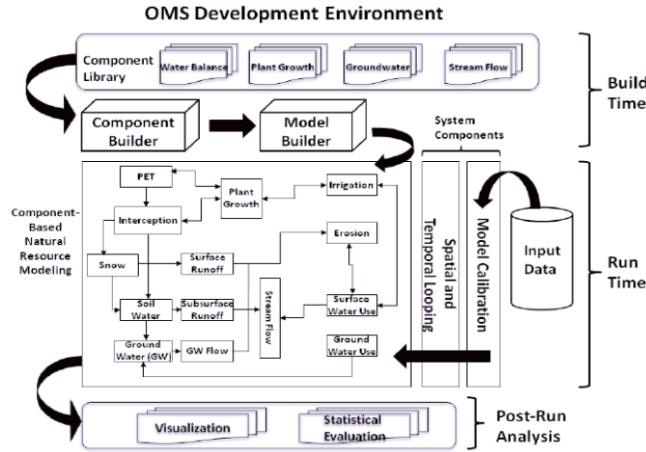 OMS Development Environment
Component
Library
Water Balance
Plant Growth
Groundwater
Stream Flow
Build
Time
Component
Builder
Model
Builder
System
Components
Component-
Based
Natural
Resource
Modeling
PET
Plant
Growth
Irrigation
Interception
Snow
Surface
Runoff
Erosion
Soil
Water
Subsurface
Runoff
Stream Flow
Surface
Water Use
Ground
Water (GW)
GW Flow
Ground
Water Use
Spatial and
Temporal Looping
Model Calibration
Input
Data
Run
Time
Visualization
Statistical
Evaluation
Post-Run
Analysis